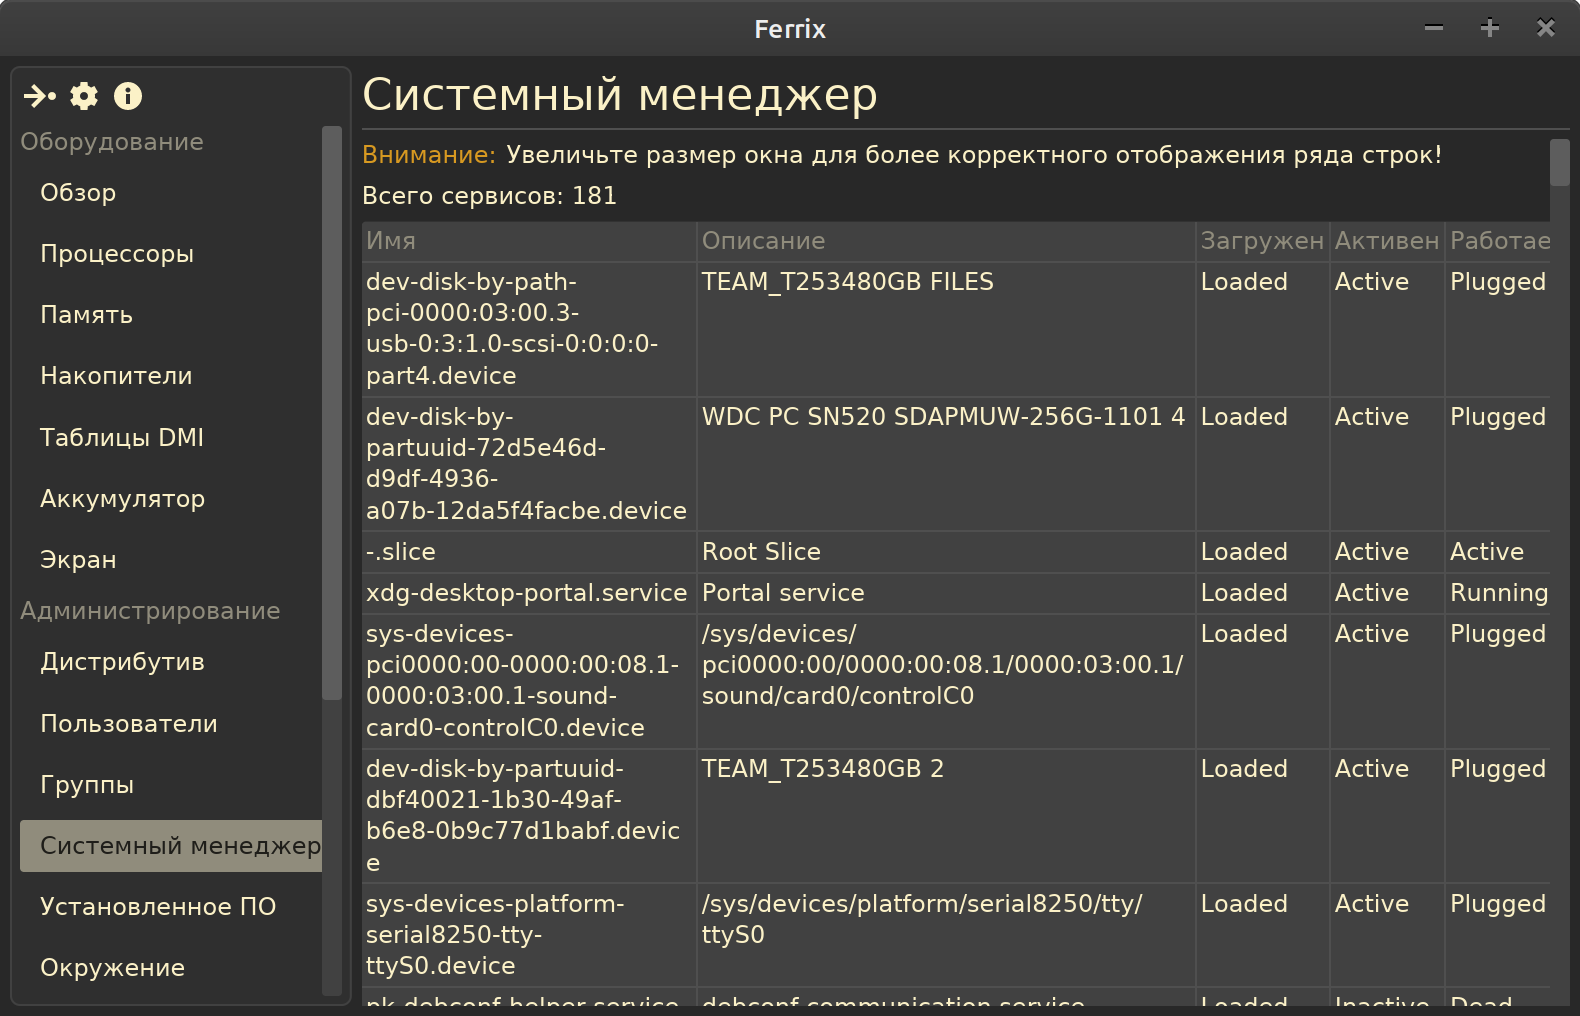 Ferrix
Оборудование
Обзор
Процессоры
Память
Накопители
Таблицы DMI
Аккумулятор
Экран
Администрирование
Дистрибутив
Пользователи
Группы
Системный менеджер
Установленное ПО
Окружение
Системный менеджер
Внимание: Увеличьте размер окна для более корректного отображения ряда строк!
Всего сервисов: 181
Имя Описание Загружен Активен Работае
dev-disk-by-path- TEAM_T253480GB FILES Loaded Active Plugged
pci-0000:03:00.3-
usb-0:3:1.0-scsi-0:0:0:0-
part4.device
dev-disk-by- WDC PC SN520 SDAPMUW-256G-1101 4 Loaded Active Plugged
partuuid-72d5e46d-
d9df-4936-
a07b-12da5f4facbe.device
-.slice Root Slice Loaded Active Active
xdg-desktop-portal.service Portal service Loaded Active Running
sys-devices- /sys/devices/ Loaded Active Plugged
pci0000:00-0000:00:08.1- pci0000:00/0000:00:08.1/0000:03:00.1/
0000:03:00.1-sound- sound/card0/controlC0
card0-controlC0.device
dev-disk-by-partuuid- TEAM_T253480GB 2 Loaded Active Plugged
dbf40021-1b30-49af-
b6e8-0b9c77d1babf.devic
e
sys-devices-platform- /sys/devices/platform/serial8250/tty/ Loaded Active Plugged
serial8250-tty- ttyS0
ttyS0.device
pk-debconf-helper.service debconf communication service Loaded Inactive Dead